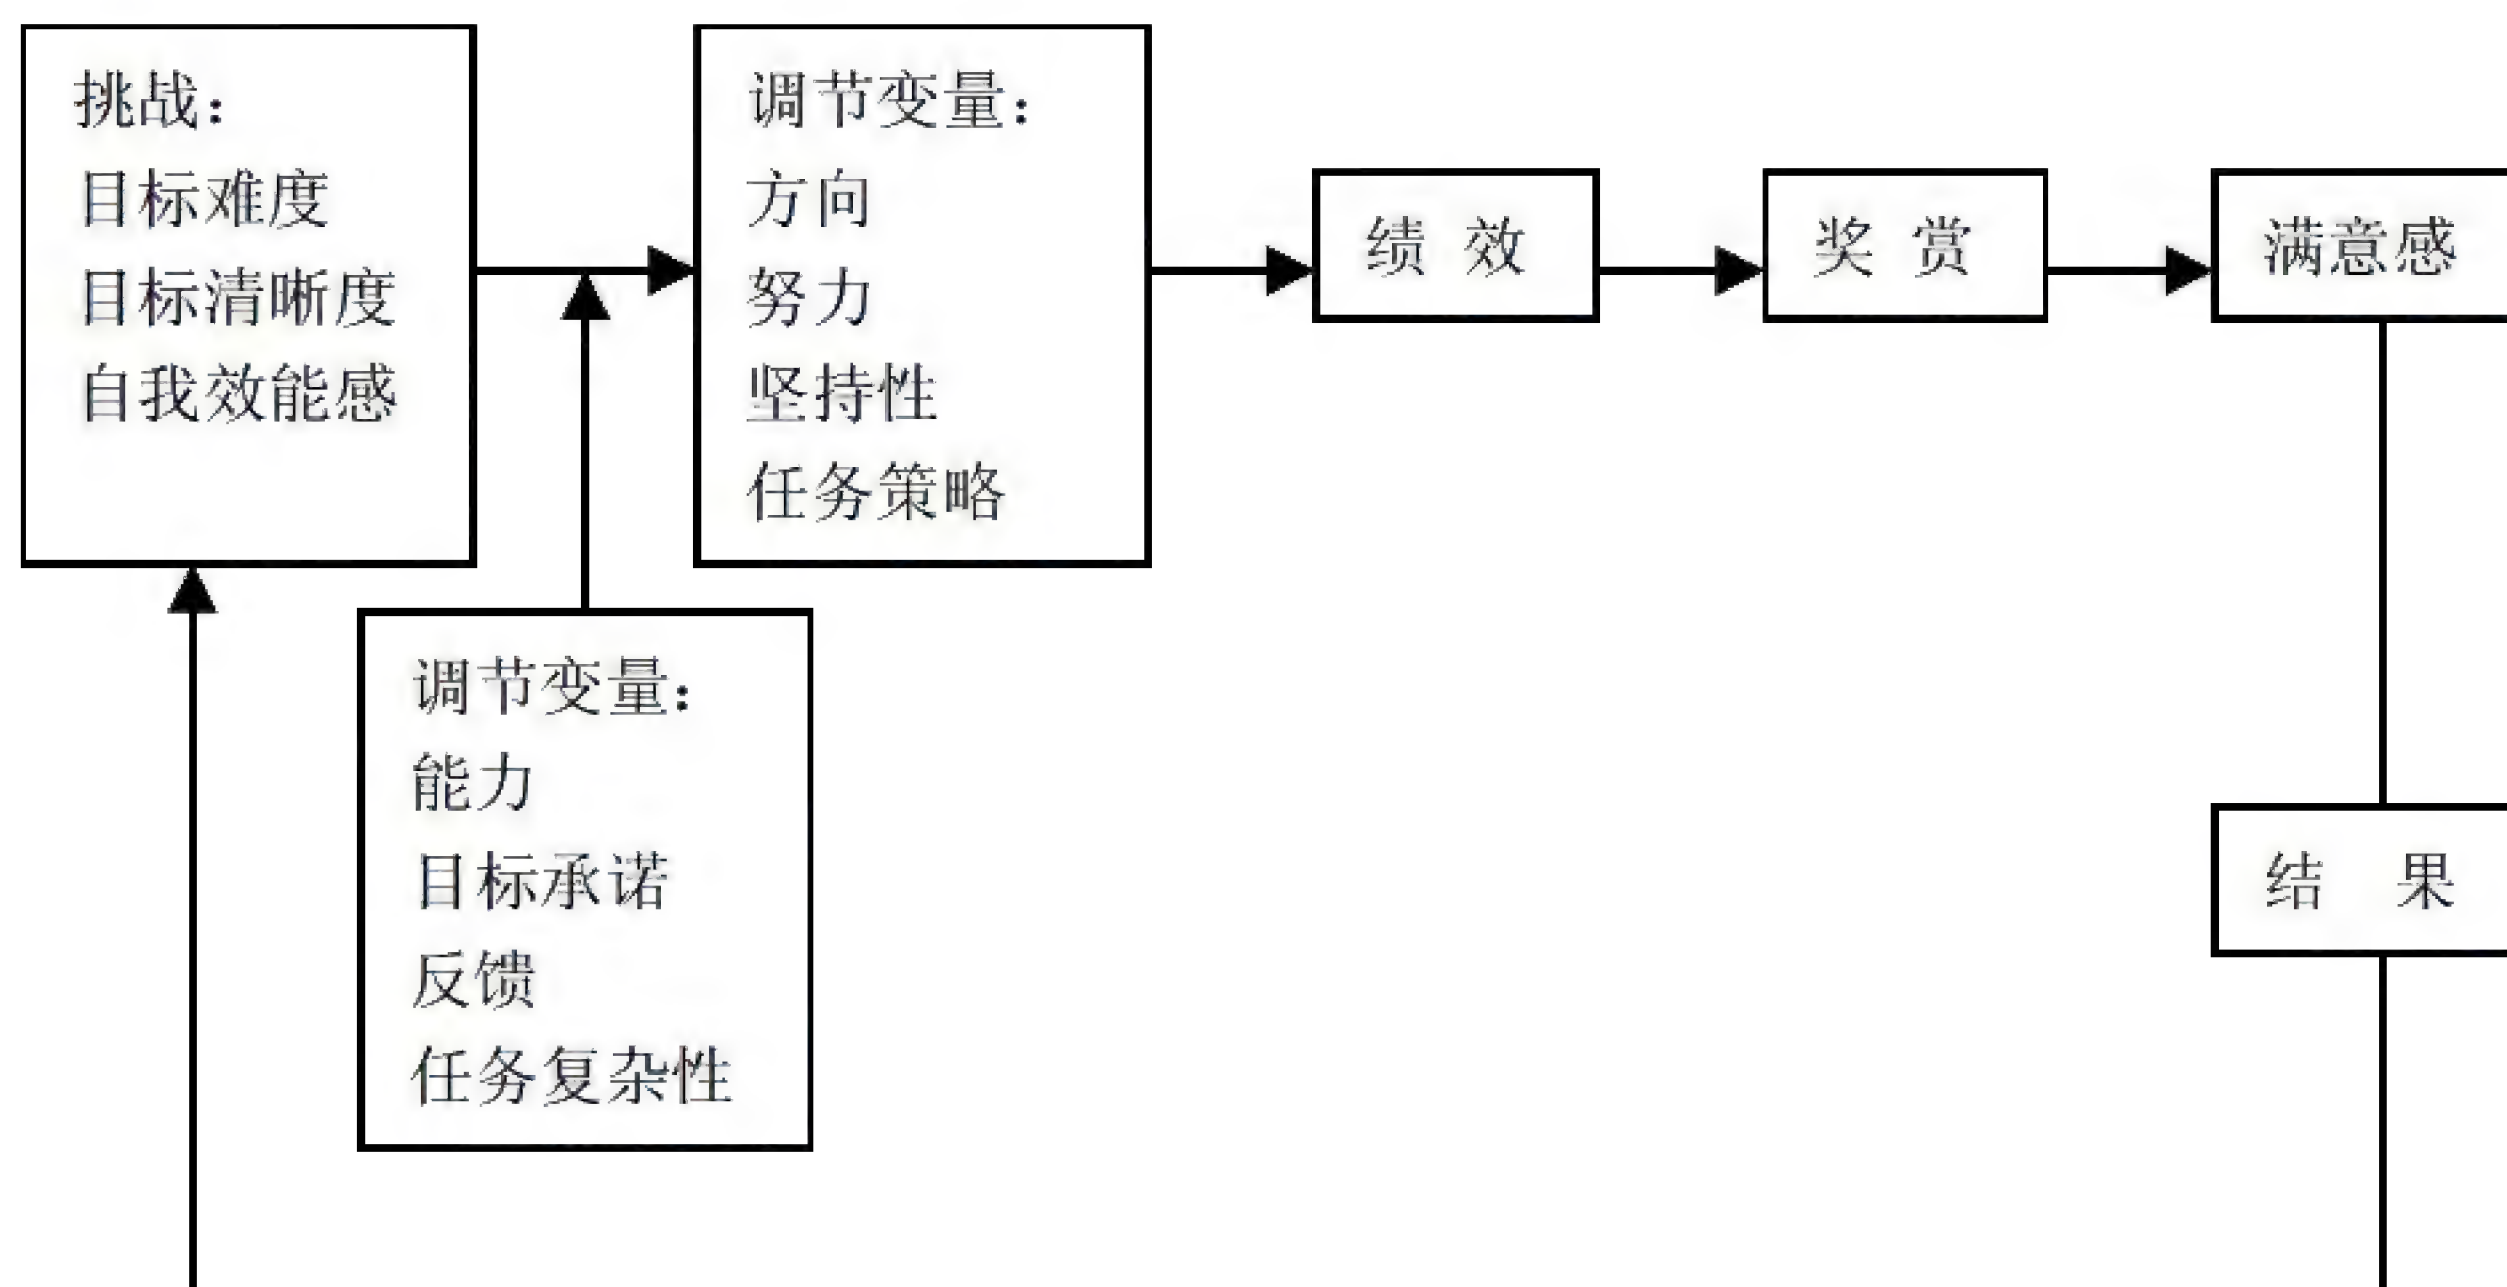 挑战：
目标难度
目标清晰度
自我效能感
调节变量：
方向
努力
坚持性
任务策略
绩 效
奖 赏
满意感
调节变量：
能力
目标承诺
反馈
任务复杂性
结 果